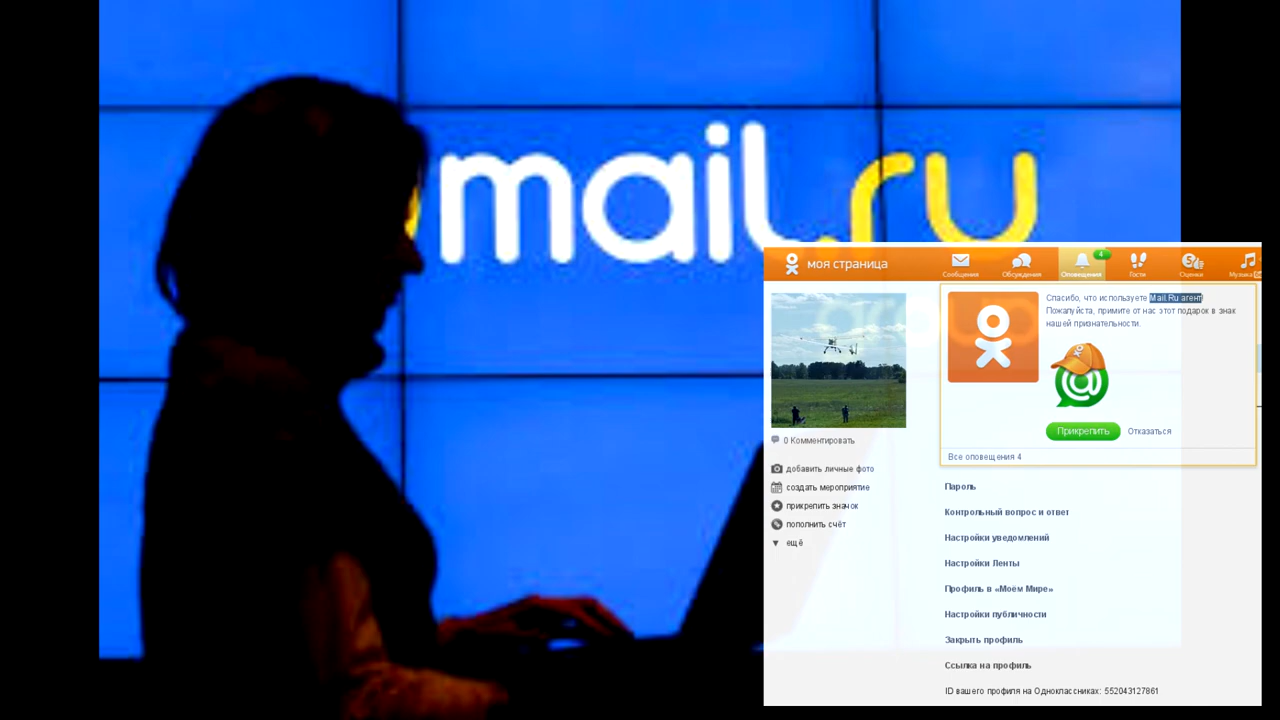 mail.ru
моя страница
Сообщения
Обсуждения
Оповещения
4
Гости
Оценки
Музыка
Спасибо, что используете Mail.Ru агент!
Пожалуйста, примите от нас этот подарок в знак
нашей признательности.
Прикрепить
Отказаться
Все оповещения 4
0 Комментировать
добавить личные фото
создать мероприятие
прикрепить значок
пополнить счёт
ещё
Пароль
Контрольный вопрос и ответ
Настройки уведомлений
Настройки Ленты
Профиль в «Моём Мире»
Настройки публичности
Закрыть профиль
Ссылка на профиль
ID вашего профиля на Одноклассниках: 552043127861